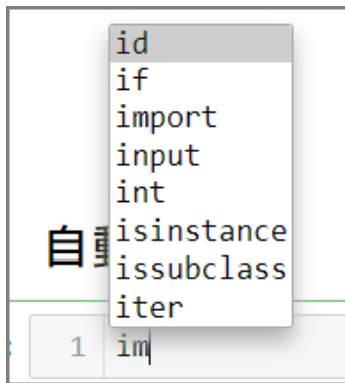 id
if
import
input
int
isinstance
issubclass
iter
自
1 im